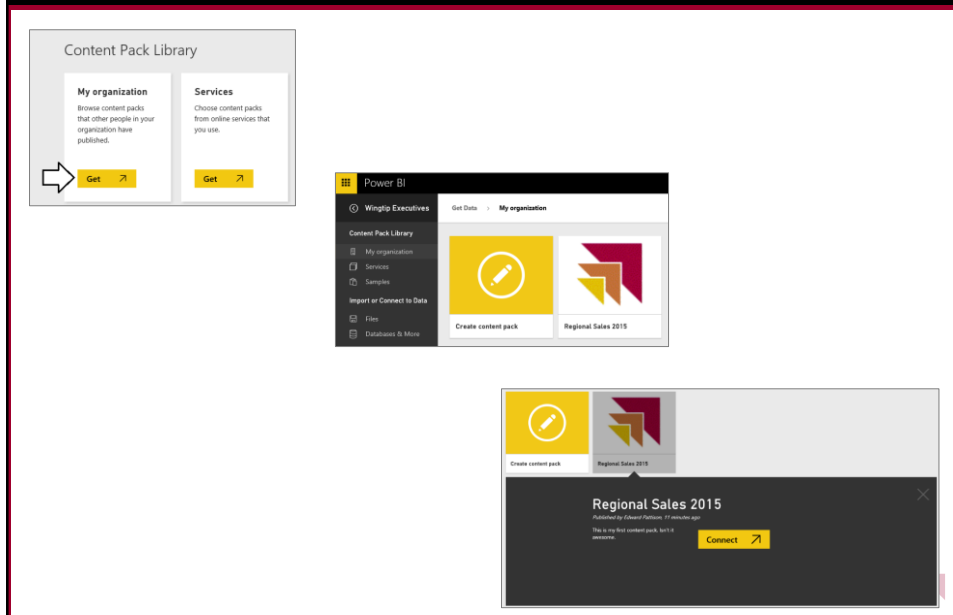 Content Pack Library
My organization
Browse content packs
that other people in your
organization have
published.
Get
Services
Choose content packs
from online services that
you use.
Get
Power BI
Wingtip Executives
Get Data > My organization
Content Pack Library
My organization
Services
Samples
Import or Connect to Data
Files
Databases & More
Create content pack
Regional Sales 2015
Create content pack
Regional Sales 2015
Regional Sales 2015
Published by Edward Pattison, 11 minutes ago
This is my first content pack. Isn't it
awesome.
Connect